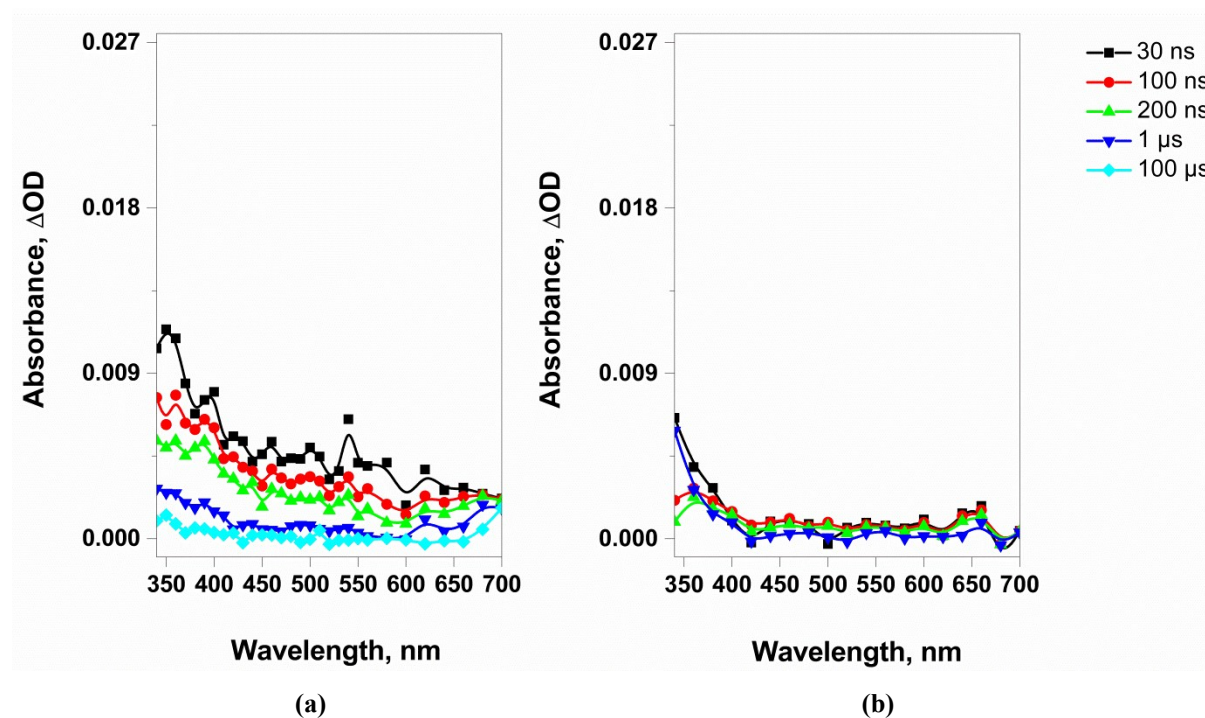 0.027
0.018
0.009
0.000
Absorbance, ΔOD
350 400 450 500 550 600 650 700
Wavelength, nm
(a)
0.027
0.018
0.009
0.000
Absorbance, ΔOD
350 400 450 500 550 600 650 700
Wavelength, nm
(b)
30 ns
100 ns
200 ns
1 μs
100 μs